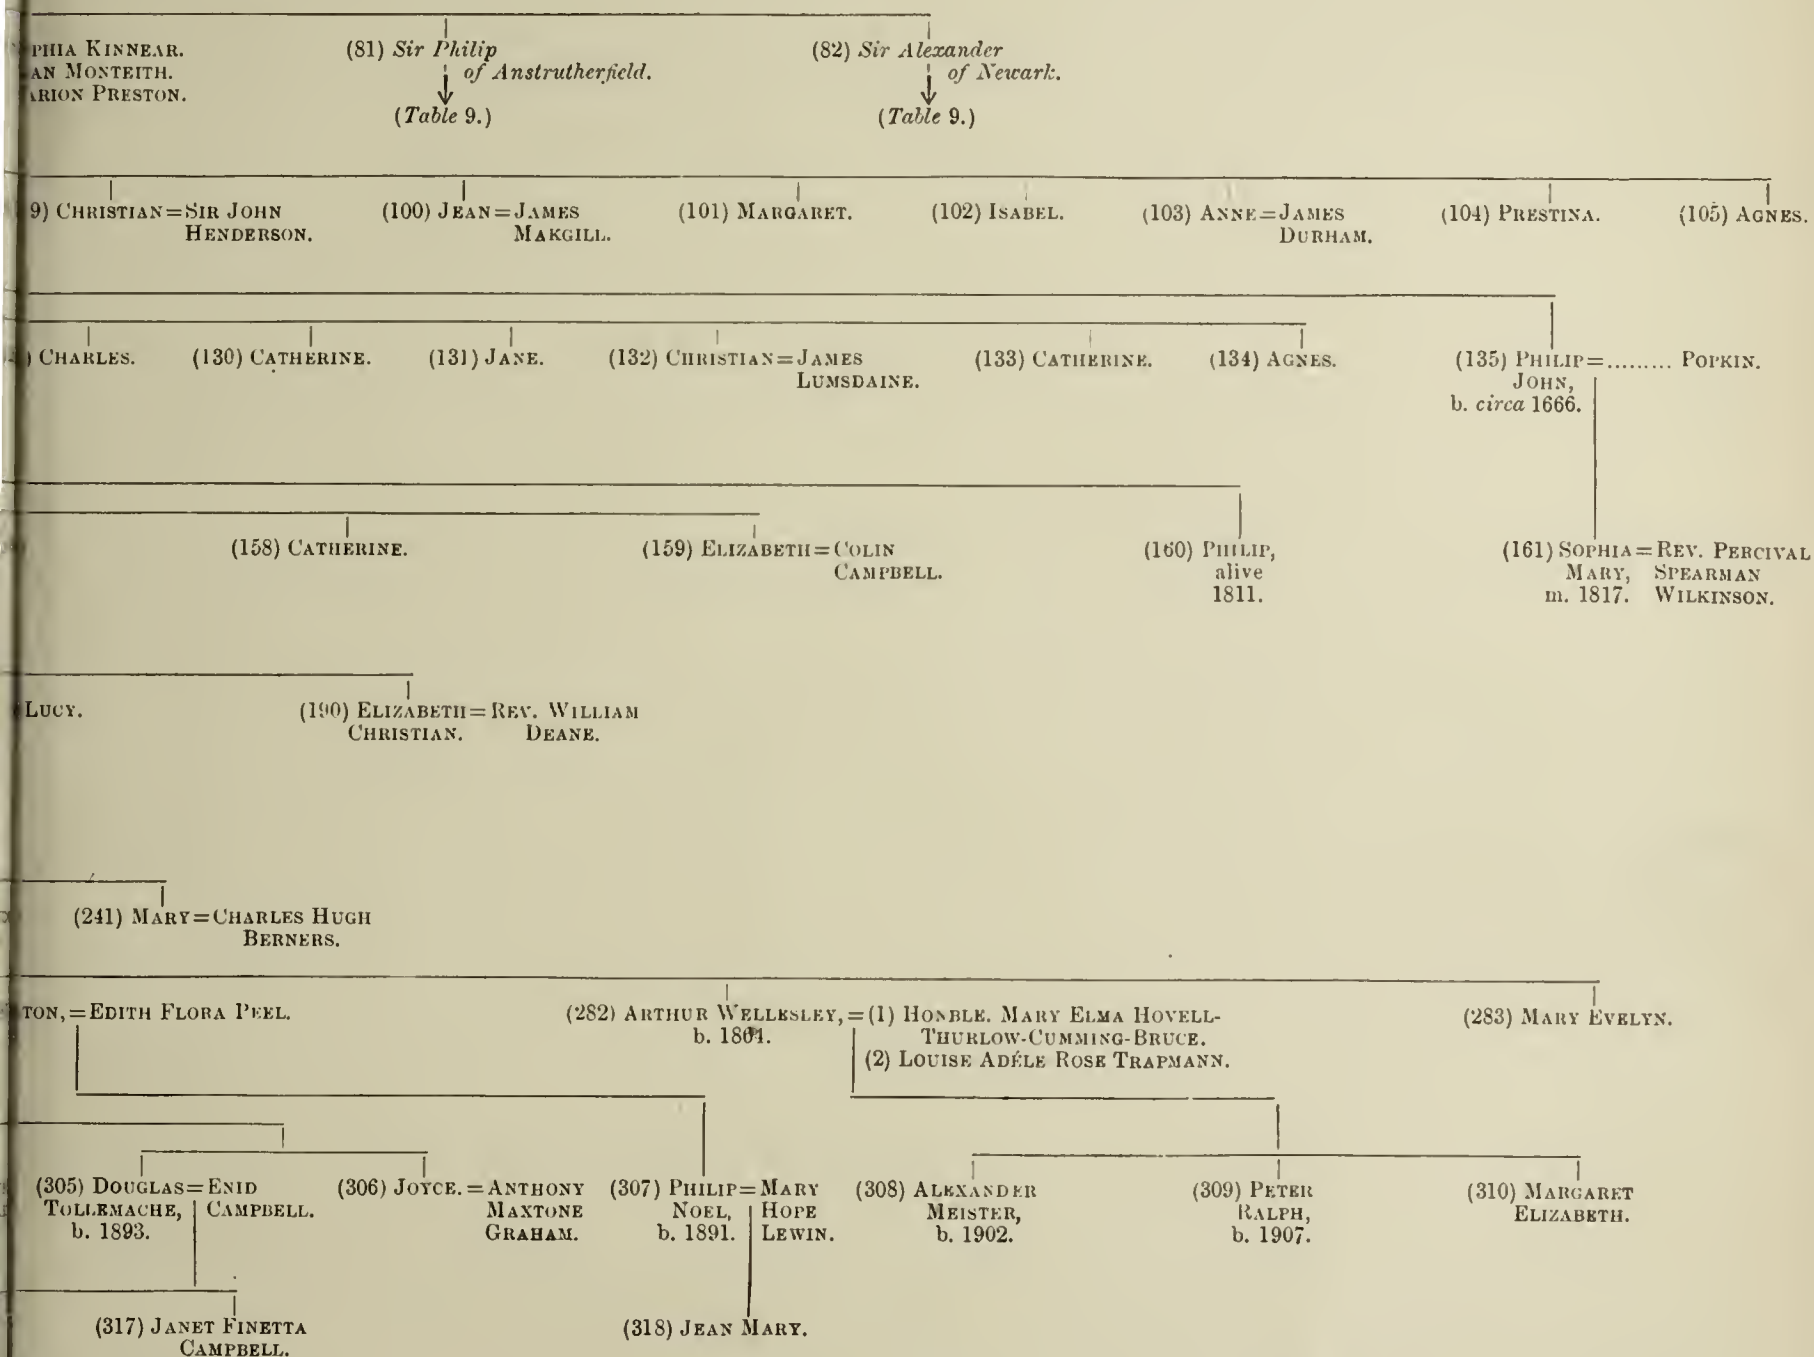 KINNEAR.
MONTEITH.
PRESTON.
(81) Sir Philip
of Anstrutherfield.
(Table 9.)
(82) Sir Alexander
of Newark.
(Table 9.)
9) CHRISTIAN=SIR JOHN
HENDERSON.
(100) JEAN=JAMES
MAKGILL.
(101) MARGARET.
(102) ISABEL.
(103) ANNE=JAMES
DURHAM.
(104) PRESTINA.
(105) AGNES.
) CHARLES.
(130) CATHERINE.
(131) JANE.
(132) CHRISTIAN=JAMES
LUMSDAINE.
(133) CATHERINE.
(134) AGNES.
(135) PHILIP=......... POPKIN.
JOHN,
b. circa 1666.
(158) CATHERINE.
(159) ELIZABETH=COLIN
CAMPBELL.
(160) PHILIP,
alive
1811.
(161) SOPHIA=REV. PERCIVAL
MARY, SPEARMAN
m. 1817. WILKINSON.
LUCY.
(190) ELIZABETH=REV. WILLIAM
CHRISTIAN. DEANE.
(241) MARY=CHARLES HUGH
BERNERS.
TON,=EDITH FLORA PEEL.
(282) ARTHUR WELLESLEY,=(1) HONBLE. MARY ELMA HOVELL-
b. 1864. THURLOW-CUMMING-BRUCE.
(2) LOUISE ADÉLE ROSE TRAPMANN.
(283) MARY EVELYN.
(305) DOUGLAS=ENID
TOLLEMACHE, CAMPBELL.
b. 1893.
(306) JOYCE.=ANTHONY
MAXTONE
GRAHAM.
(307) PHILIP=MARY
NOEL, HOPE
b. 1891. LEWIN.
(308) ALEXANDER
MEISTER,
b. 1902.
(309) PETER
RALPH,
b. 1907.
(310) MARGARET
ELIZABETH.
(317) JANET FINETTA
CAMPBELL.
(318) JEAN MARY.